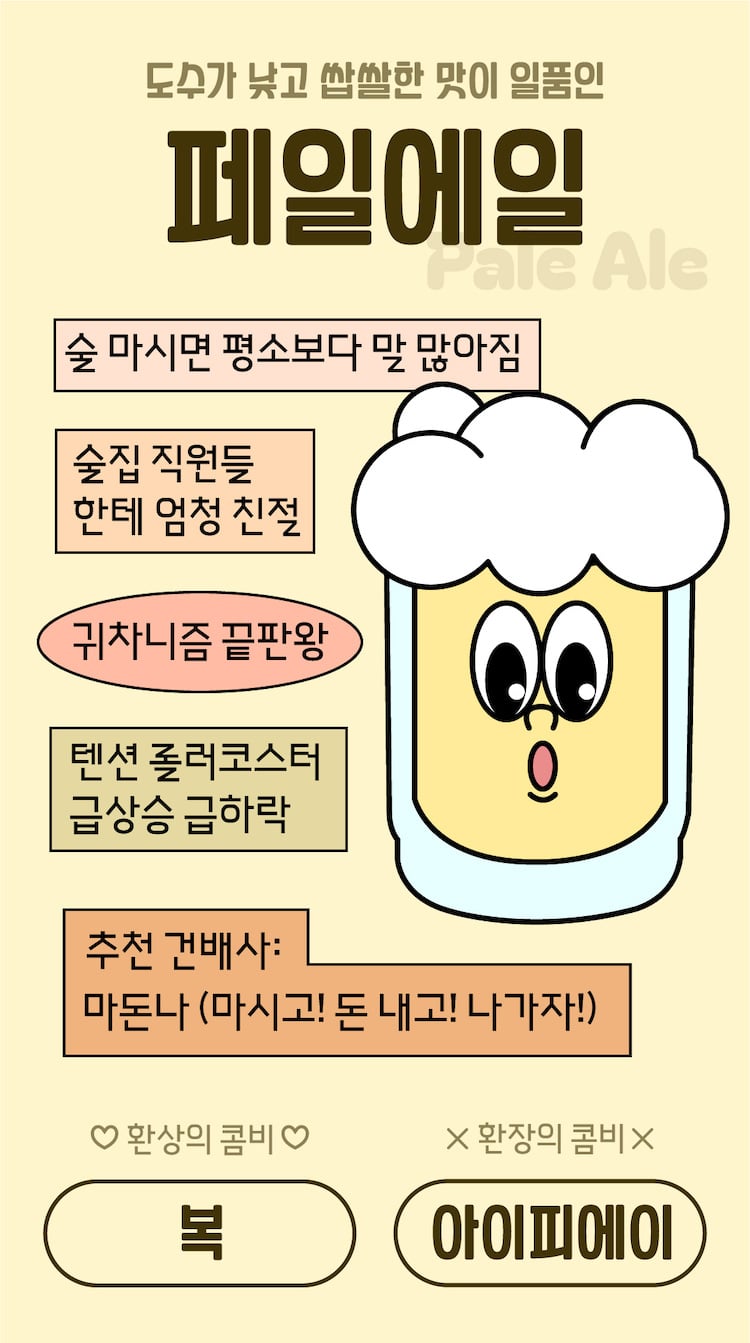 도수가 낮고 쌉쌀한 맛이 일품인
페일에일
Pale Ale
술 마시면 평소보다 말 많아짐
술집 직원들
한테 엄청 친절
귀차니즘 끝판왕
텐션 롤러코스터
급상승 급하락
추천 건배사:
마돈나 (마시고! 돈 내고! 나가자!)
♡ 환상의 콤비 ♡
× 환장의 콤비 ×
복
아이피에이